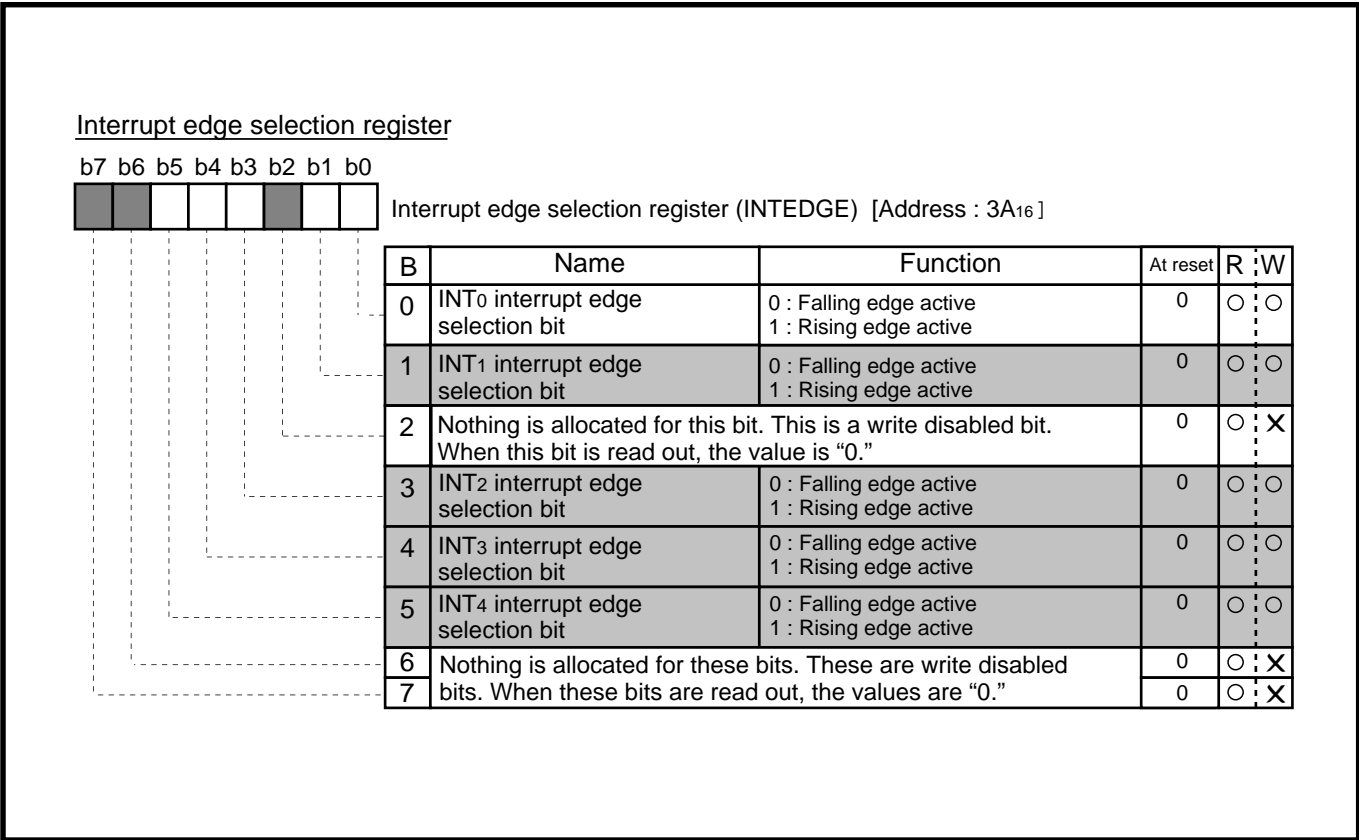 Interrupt edge selection register
b7 b6 b5 b4 b3 b2 b1 b0
Interrupt edge selection register (INTEDGE) [Address : 3A16 ]
B Name Function At reset R W
0 INT0 interrupt edge selection bit 0 : Falling edge active 0 ○ ○
1 : Rising edge active
1 INT1 interrupt edge selection bit 0 : Falling edge active 0 ○ ○
1 : Rising edge active
2 Nothing is allocated for this bit. This is a write disabled bit. 0 ○ ✕
When this bit is read out, the value is “0.”
3 INT2 interrupt edge selection bit 0 : Falling edge active 0 ○ ○
1 : Rising edge active
4 INT3 interrupt edge selection bit 0 : Falling edge active 0 ○ ○
1 : Rising edge active
5 INT4 interrupt edge selection bit 0 : Falling edge active 0 ○ ○
1 : Rising edge active
6 Nothing is allocated for these bits. These are write disabled 0 ○ ✕
7 bits. When these bits are read out, the values are “0.” 0 ○ ✕